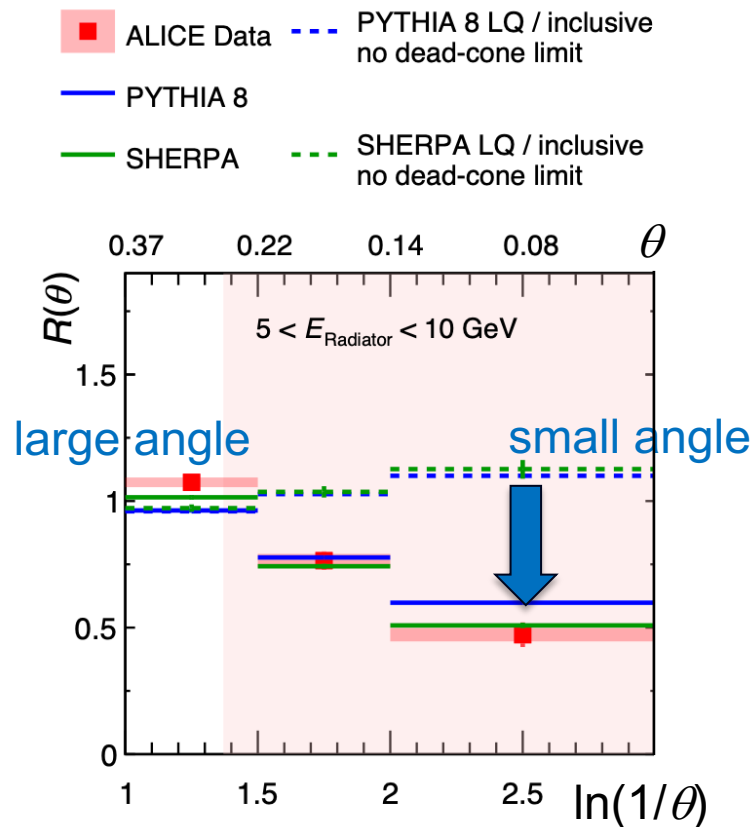 ALICE Data
PYTHIA 8 LQ / inclusive
no dead-cone limit
PYTHIA 8
SHERPA
SHERPA LQ / inclusive
no dead-cone limit
0.37 0.22 0.14 0.08 θ
R(θ)
5 < E_Radiator < 10 GeV
1.5
large angle
small angle
1
0.5
0
1 1.5 2 2.5 ln(1/θ)